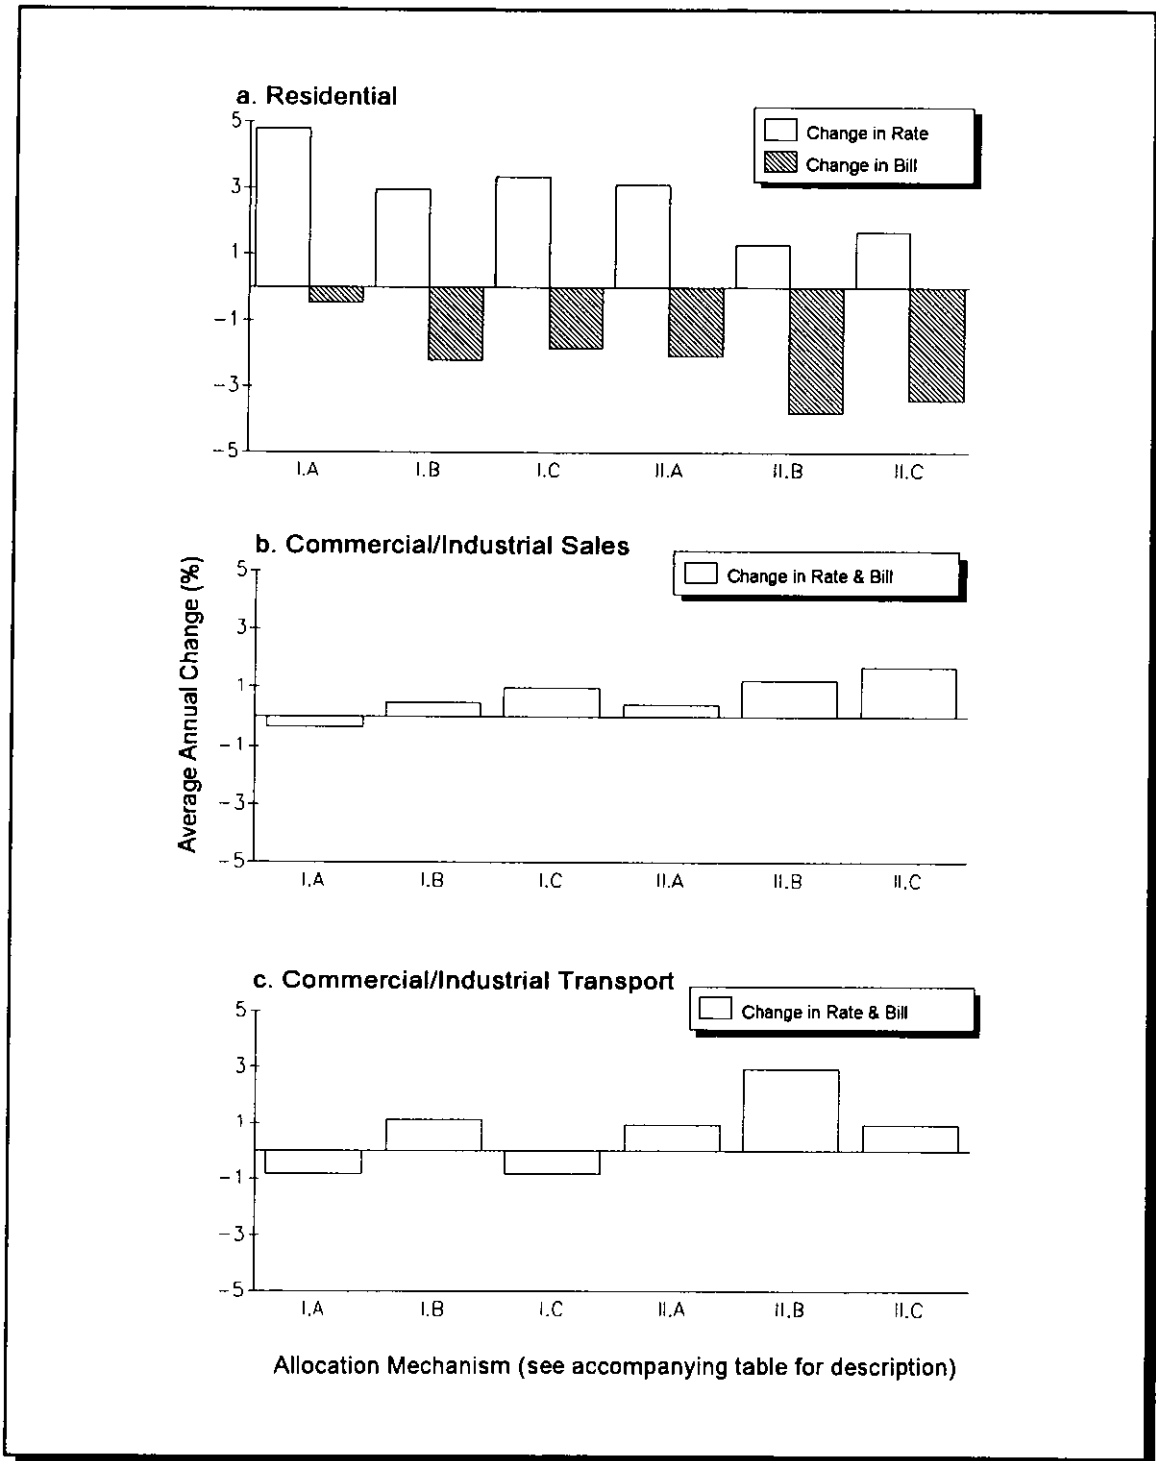 a. Residential
Change in Rate
Change in Bill
5
3
1
-1
-3
-5
I.A I.B I.C II.A II.B II.C
b. Commercial/Industrial Sales
Change in Rate & Bill
5
3
1
-1
-3
-5
I.A I.B I.C II.A II.B II.C
Average Annual Change (%)
c. Commercial/Industrial Transport
Change in Rate & Bill
5
3
1
-1
-3
-5
I.A I.B I.C II.A II.B II.C
Allocation Mechanism (see accompanying table for description)